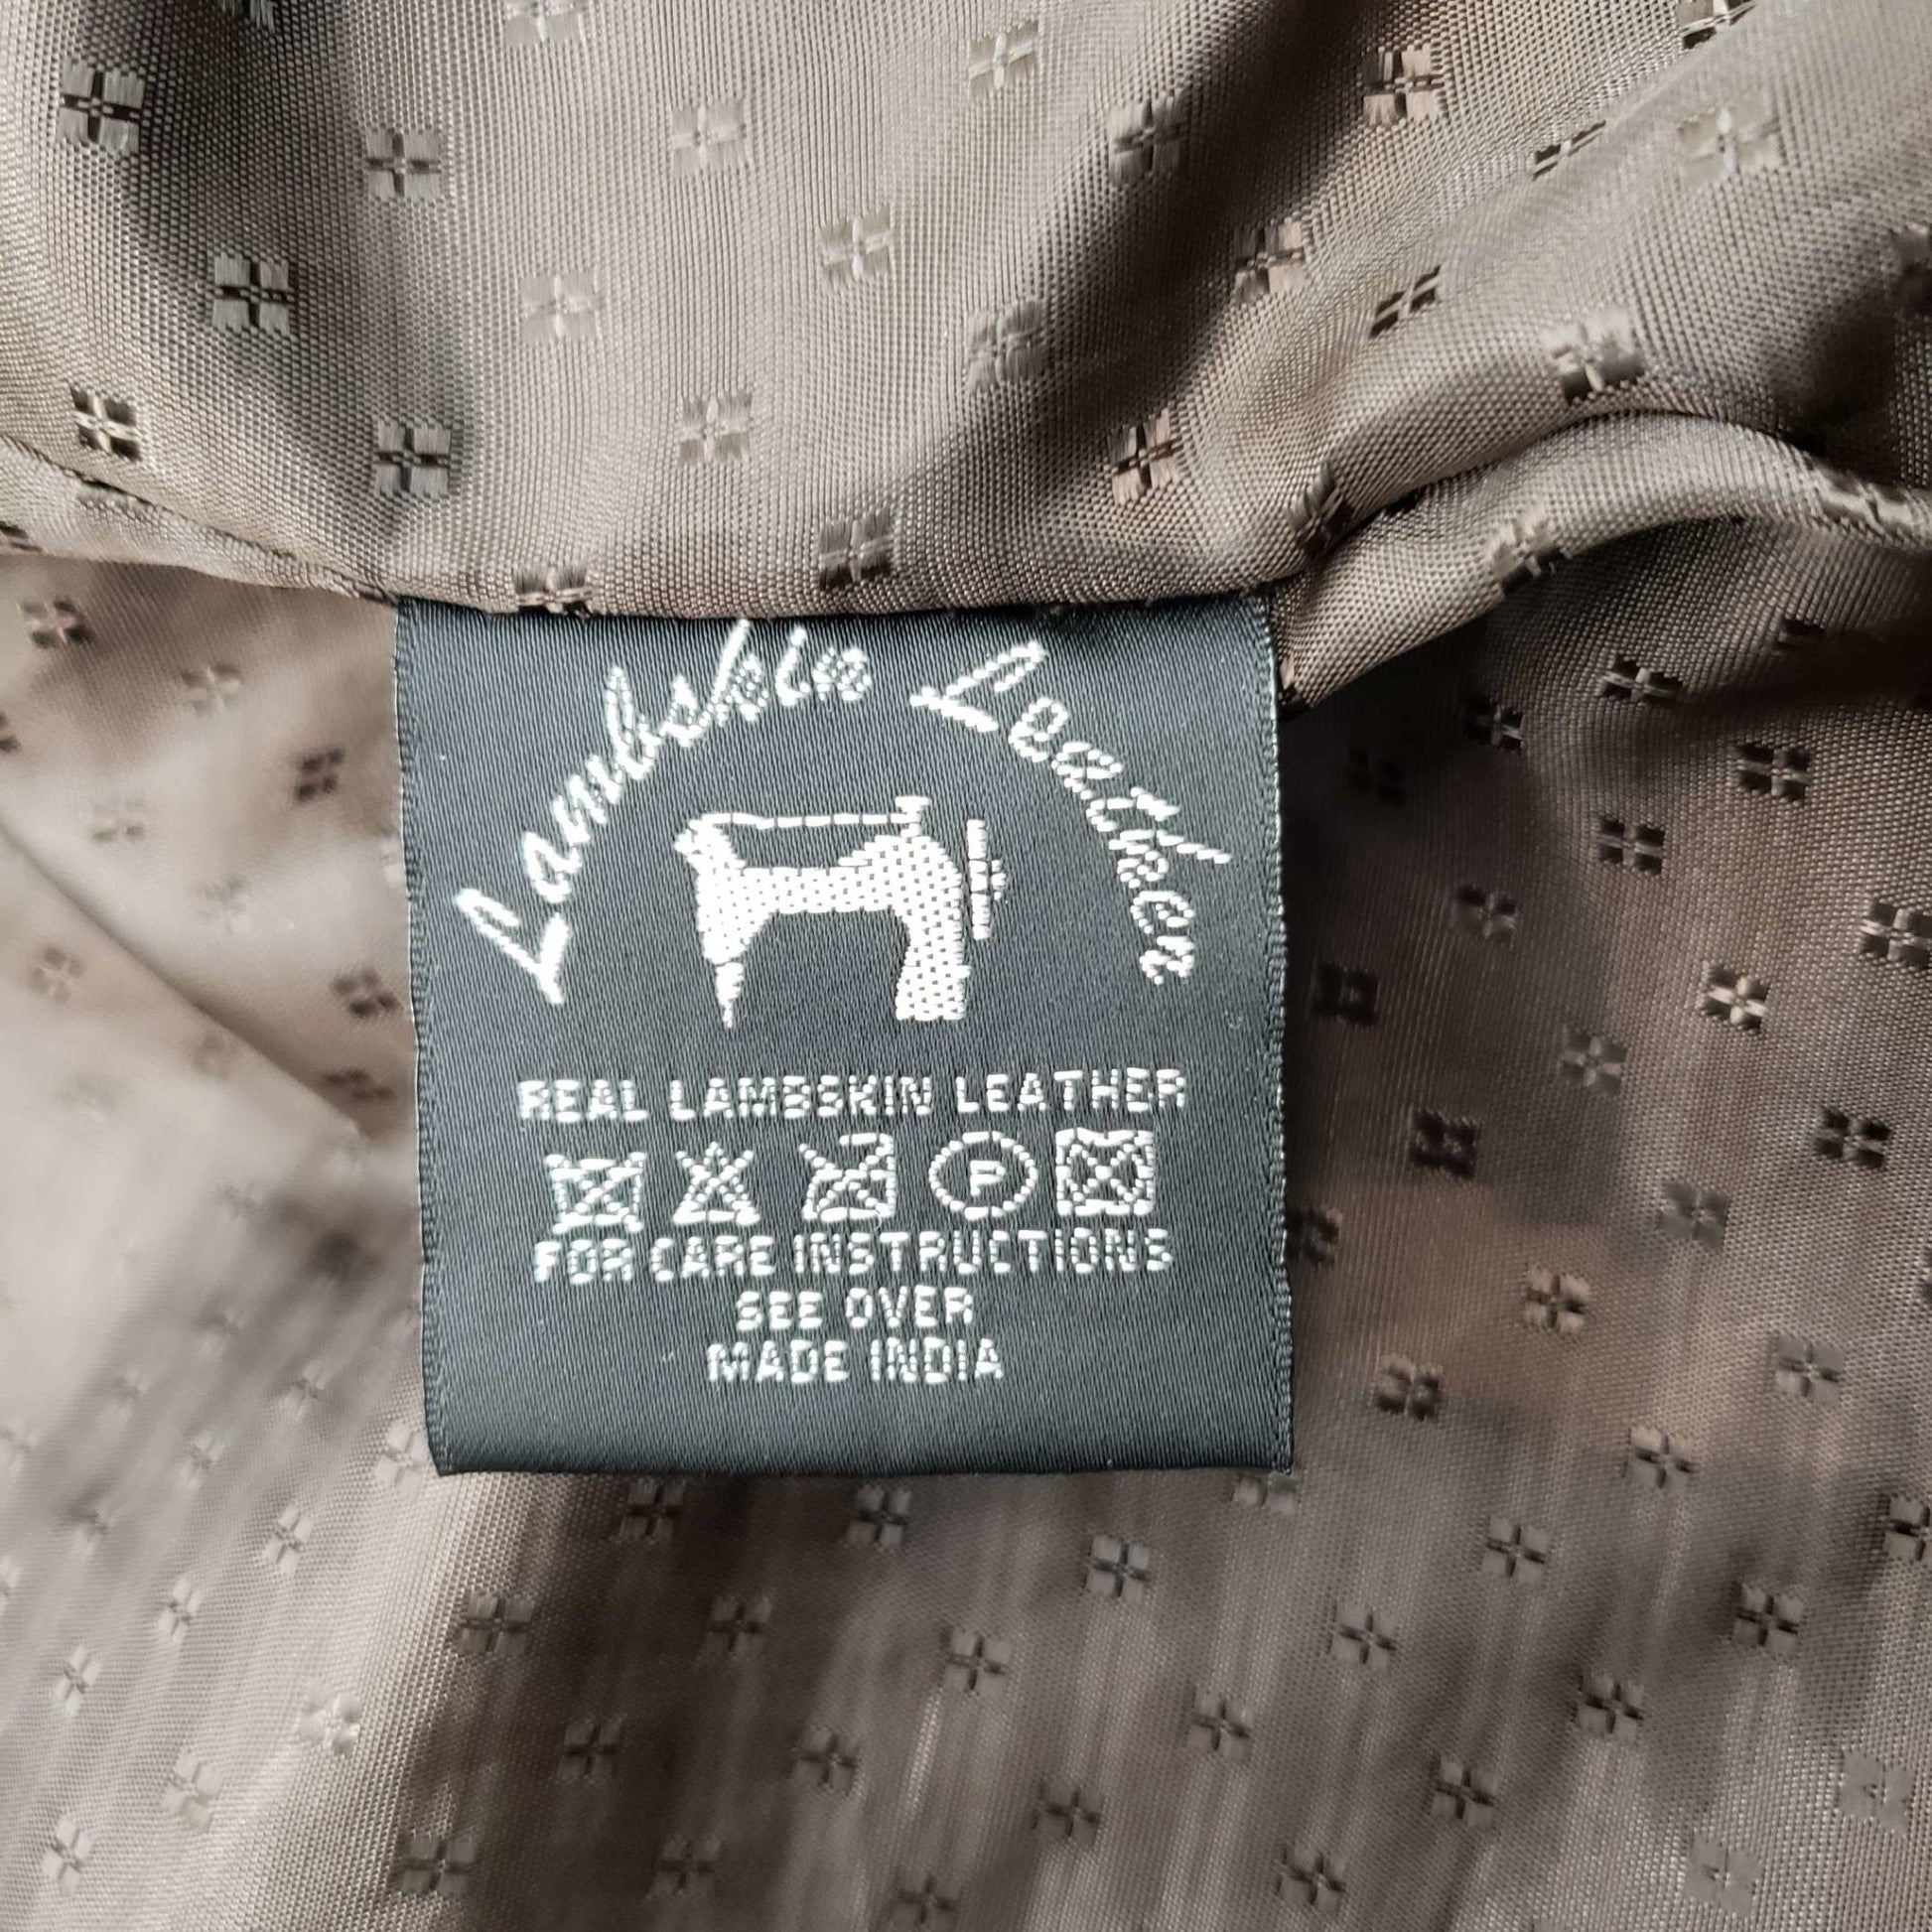 Lambskin Leather
REAL LAMBSKIN LEATHER
P
FOR CARE INSTRUCTIONS
SEE OVER
MADE INDIA